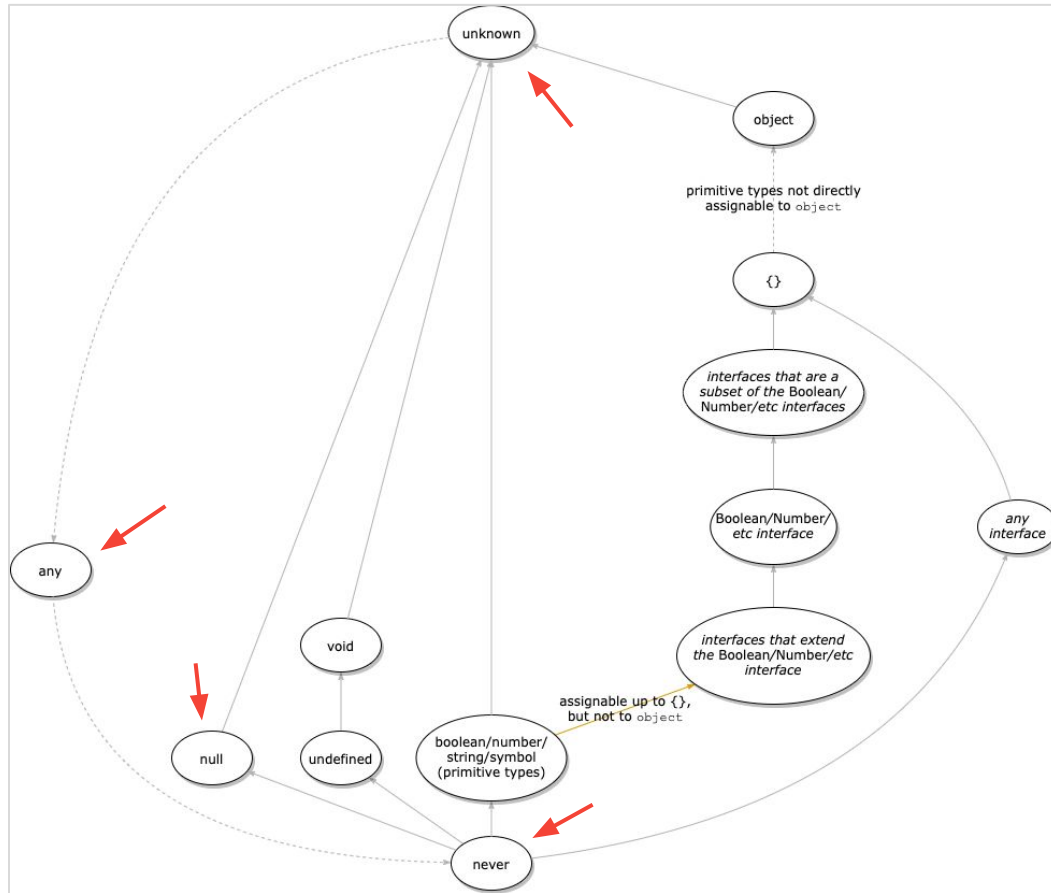 unknown
object
primitive types not directly
assignable to object
{}
interfaces that are a
subset of the Boolean/
Number/etc interfaces
Boolean/Number/
etc interface
any
interface
any
void
interfaces that extend
the Boolean/Number/etc
interface
assignable up to {},
but not to object
null
undefined
boolean/number/
string/symbol
(primitive types)
never